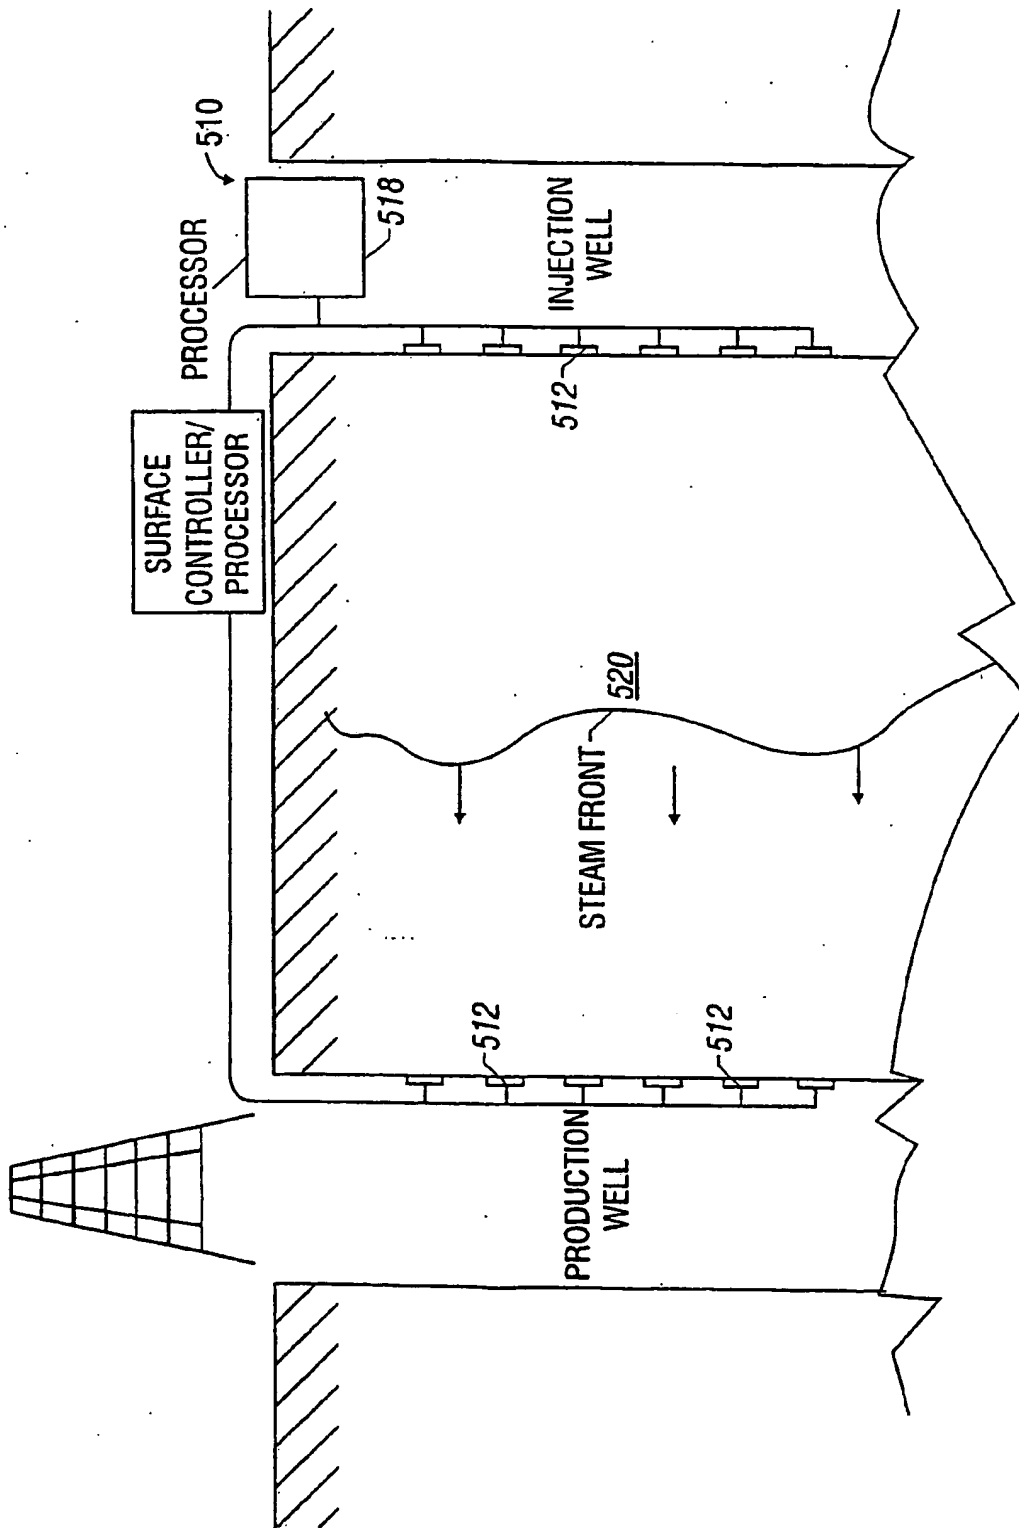 SURFACE
CONTROLLER/
PROCESSOR
PROCESSOR
510
518
PRODUCTION
WELL
512
512
STEAM FRONT
520
512
INJECTION
WELL